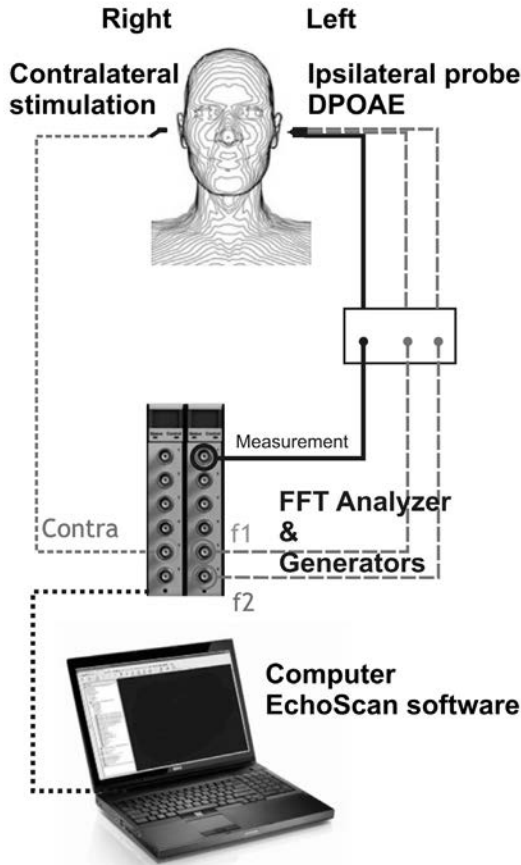 Right
Left
Contralateral
stimulation
Ipsilateral probe
DPOAE
Measurement
FFT Analyzer
&
Generators
Contra
f1
f2
Computer
EchoScan software